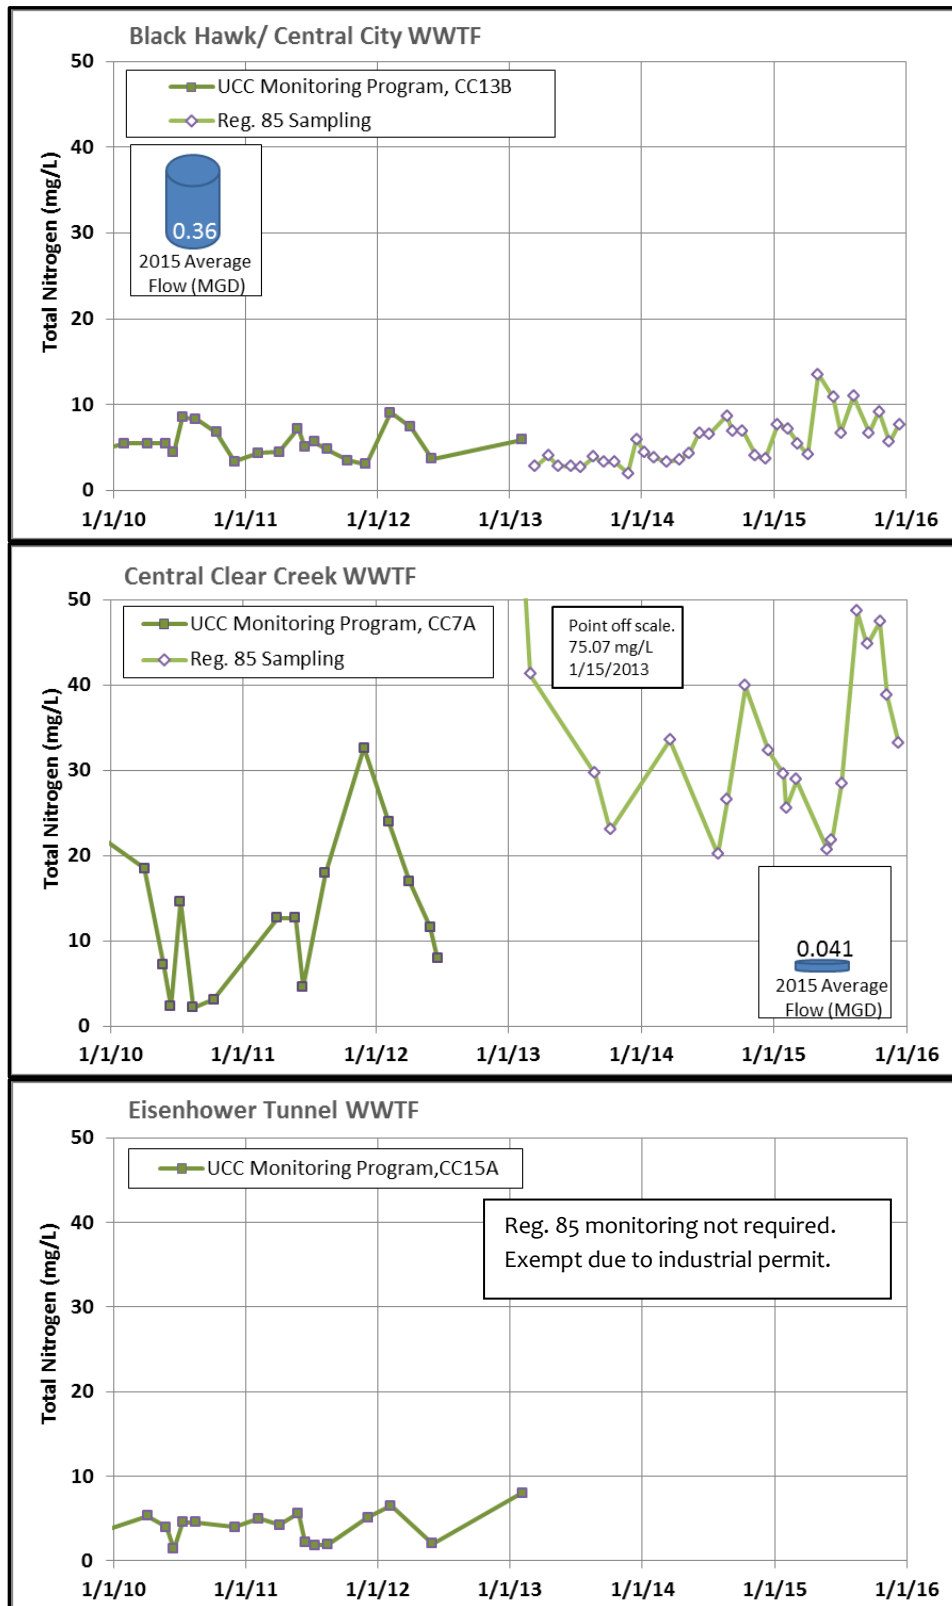 Black Hawk/ Central City WWTF
Total Nitrogen (mg/L)
50
40
30
20
10
0
UCC Monitoring Program, CC13B
Reg. 85 Sampling
0.36
2015 Average
Flow (MGD)
1/1/10 1/1/11 1/1/12 1/1/13 1/1/14 1/1/15 1/1/16
Central Clear Creek WWTF
Total Nitrogen (mg/L)
50
40
30
20
10
0
UCC Monitoring Program, CC7A
Reg. 85 Sampling
Point off scale.
75.07 mg/L
1/15/2013
0.041
2015 Average
Flow (MGD)
1/1/10 1/1/11 1/1/12 1/1/13 1/1/14 1/1/15 1/1/16
Eisenhower Tunnel WWTF
Total Nitrogen (mg/L)
50
40
30
20
10
0
UCC Monitoring Program,CC15A
Reg. 85 monitoring not required.
Exempt due to industrial permit.
1/1/10 1/1/11 1/1/12 1/1/13 1/1/14 1/1/15 1/1/16